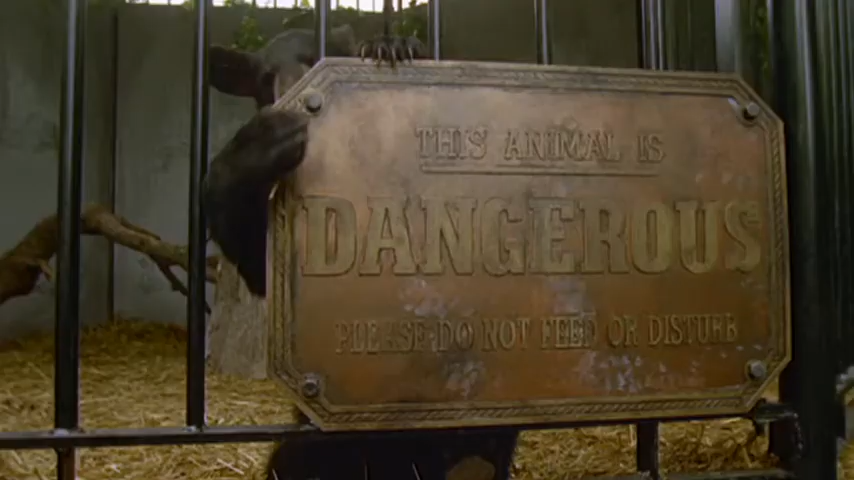 THIS ANIMAL IS
DANGEROUS
PLEASE DO NOT FEED OR DISTURB